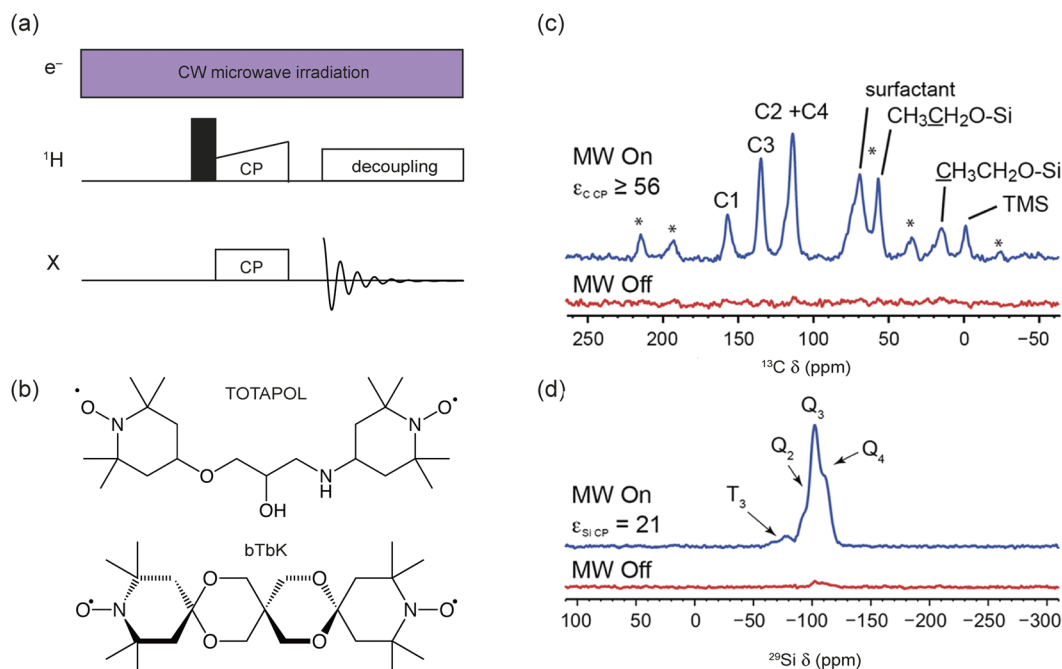 (a)
e⁻
CW microwave irradiation
¹H
CP
decoupling
X
CP
(b)
TOTAPOL
O•
N
O
OH
N
H
N
O•
bTbK
O•
N
O
O
O
O
N
O•
(c)
MW On
ε C CP ≥ 56
*
*
C1
C3
C2 +C4
surfactant
*
CH3CH2O-Si
*
CH3CH2O-Si
TMS
*
MW Off
250 200 150 100 50 0 −50
¹³C δ (ppm)
(d)
MW On
ε Si CP = 21
T₃
Q₂
Q₃
Q₄
MW Off
100 50 0 −50 −100 −150 −200 −250 −300
²⁹Si δ (ppm)